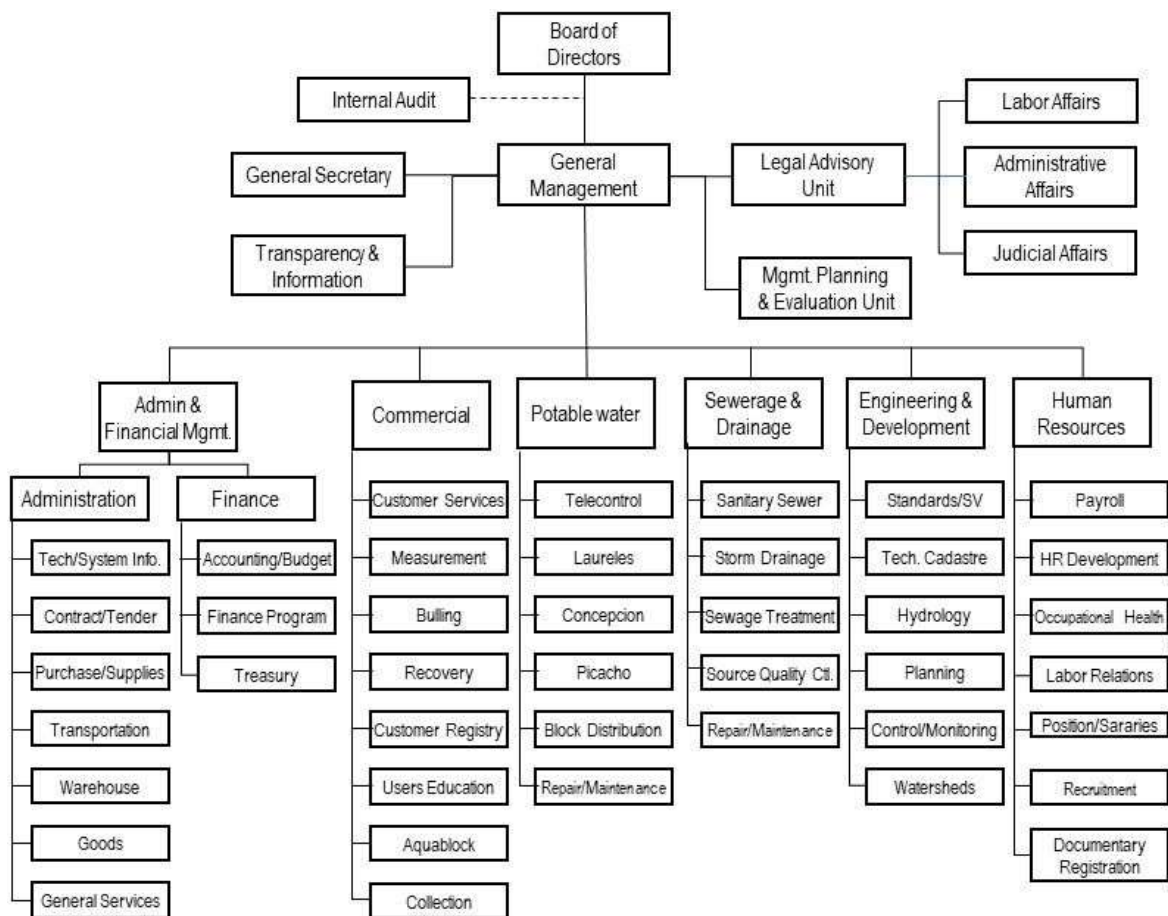 Board of
Directors
Internal Audit
Labor Affairs
General Secretary
General
Management
Legal Advisory
Unit
Administrative
Affairs
Transparency &
Information
Judicial Affairs
Mgmt. Planning
& Evaluation Unit
Admin &
Financial Mgmt.
Commercial
Potable water
Sewerage &
Drainage
Engineering &
Development
Human
Resources
Administration
Finance
Tech/System Info.
Contract/Tender
Purchase/Supplies
Transportation
Warehouse
Goods
General Services
Accounting/Budget
Finance Program
Treasury
Customer Services
Measurement
Bulling
Recovery
Customer Registry
Users Education
Aquablock
Collection
Telecontrol
Laureles
Concepcion
Picacho
Block Distribution
Repair/Maintenance
Sanitary Sewer
Storm Drainage
Sewage Treatment
Source Quality Ctl.
Repair/Maintenance
Standards/SV
Tech. Cadastre
Hydrology
Planning
Control/Monitoring
Watersheds
Payroll
HR Development
Occupational Health
Labor Relations
Position/Sararies
Recruitment
Documentary
Registration